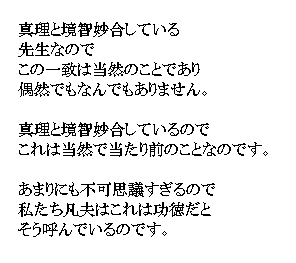 真理と境智妙合している
先生なので
この一致は当然のことであり
偶然でもなんでもありません。

真理と境智妙合しているので
これは当然で当たり前のことなのです。

あまりにも不可思議すぎるので
私たち凡夫はこれは功徳だと
そう呼んでいるのです。